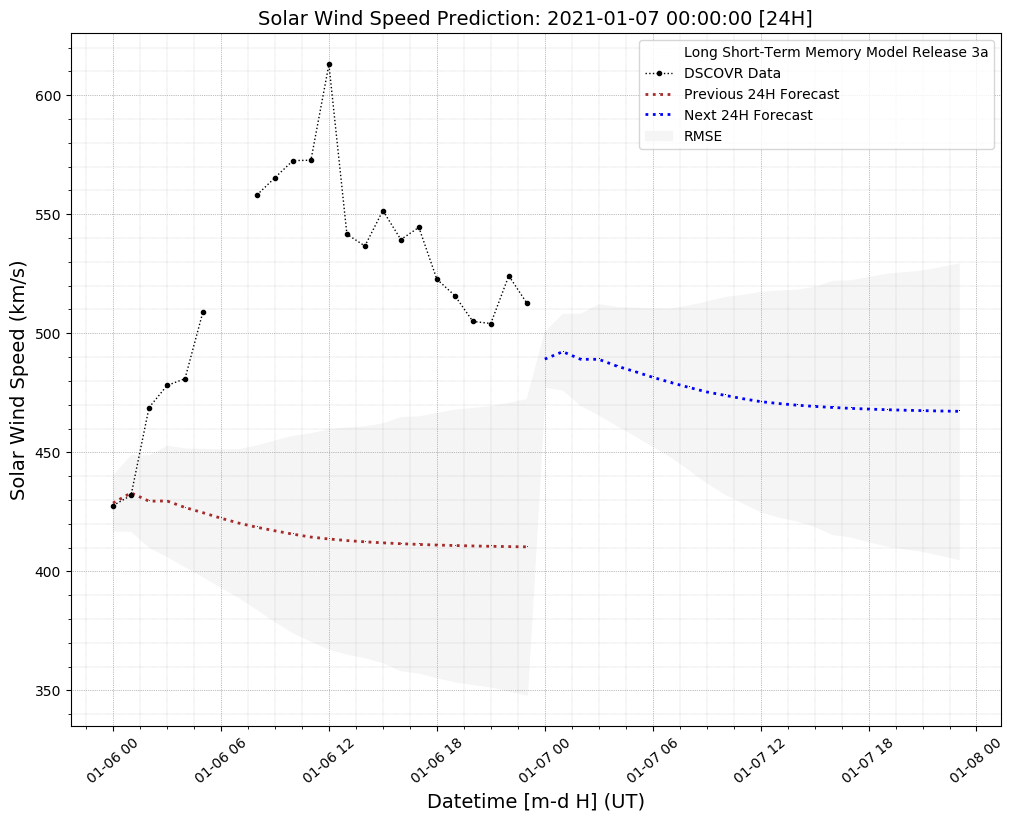 Solar Wind Speed Prediction: 2021-01-07 00:00:00 [24H]
Long Short-Term Memory Model Release 3a
DSCOVR Data
Previous 24H Forecast
Next 24H Forecast
RMSE
Solar Wind Speed (km/s)
600
550
500
450
400
350
01-06 00
01-06 06
01-06 12
01-06 18
01-07 00
01-07 06
01-07 12
01-07 18
01-08 00
Datetime [m-d H] (UT)